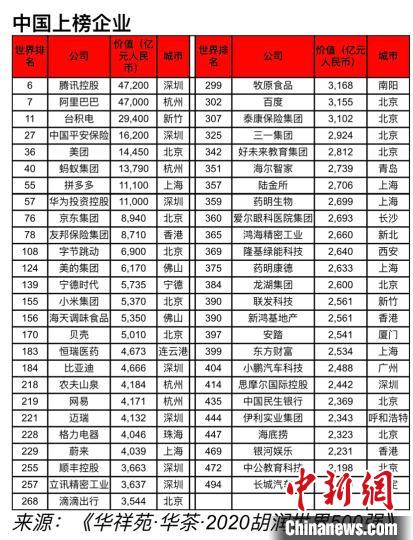 中国上榜企业
世界排名 公司 价值（亿元人民币） 城市
6 腾讯控股 47,200 深圳
7 阿里巴巴 47,000 杭州
11 台积电 29,400 新竹
27 中国平安保险 16,200 深圳
36 美团 14,450 北京
40 蚂蚁集团 13,790 杭州
55 拼多多 11,100 上海
57 华为投资控股 11,000 深圳
76 京东集团 8,940 北京
78 友邦保险集团 8,710 香港
108 字节跳动 6,900 北京
124 美的集团 6,170 佛山
139 宁德时代 5,735 宁德
155 小米集团 5,370 北京
156 海天调味食品 5,350 佛山
170 贝壳 5,010 北京
183 恒瑞医药 4,673 连云港
184 比亚迪 4,666 深圳
218 农夫山泉 4,184 杭州
219 网易 4,171 杭州
221 迈瑞 4,132 深圳
228 格力电器 4,046 珠海
229 蔚来 4,039 上海
255 顺丰控股 3,663 深圳
257 立讯精密工业 3,637 深圳
268 滴滴出行 3,544 北京
世界排名 公司 价值（亿元人民币） 城市
299 牧原食品 3,168 南阳
302 百度 3,155 北京
307 泰康保险集团 3,102 北京
325 三一集团 2,924 北京
342 好未来教育集团 2,812 北京
351 海尔智家 2,739 青岛
357 陆金所 2,706 上海
359 药明生物 2,699 上海
360 爱尔眼科医院集团 2,693 长沙
365 鸿海精密工业 2,660 新北
369 隆基绿能科技 2,640 西安
375 药明康德 2,633 上海
384 龙湖集团 2,600 北京
390 联发科技 2,561 新竹
390 新鸿基地产 2,561 香港
397 安踏 2,541 厦门
399 东方财富 2,534 上海
404 小鹏汽车科技 2,488 广州
414 思摩尔国际控股 2,442 深圳
435 中国民生银行 2,369 北京
444 伊利实业集团 2,343 呼和浩特
447 海底捞 2,323 北京
469 银河娱乐 2,231 香港
472 中公教育科技 2,198 北京
494 长城汽车 定
来源：《华祥苑·华茶·2020胡润世界500强》
中新网
www.chinanews.com